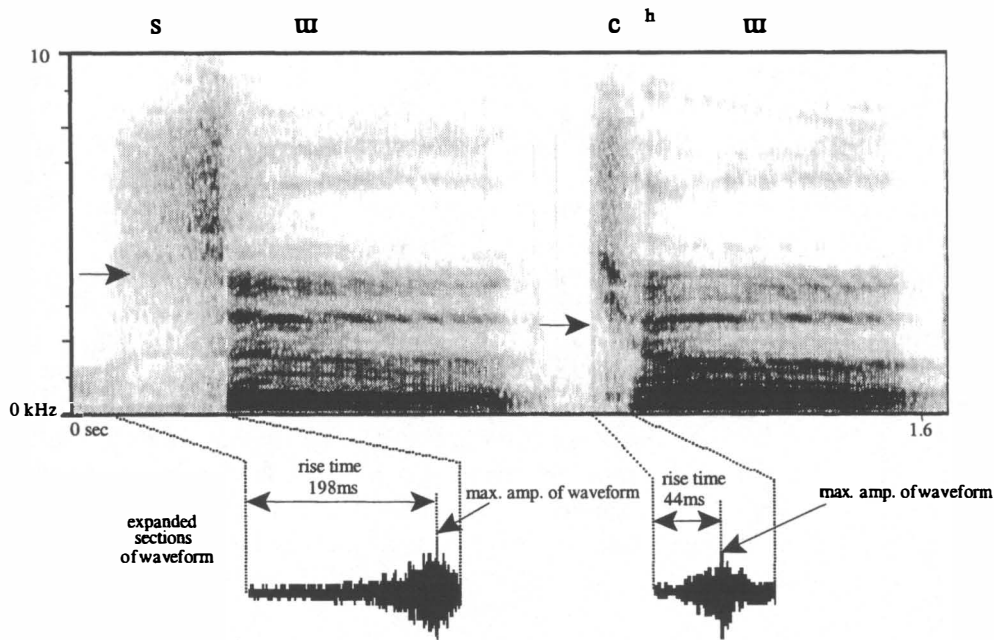 s ɯ c ʰ ɯ
10
0 kHz
0 sec 1.6
rise time
198ms
max. amp. of waveform
rise time
44ms
max. amp. of waveform
expanded
sections
of waveform